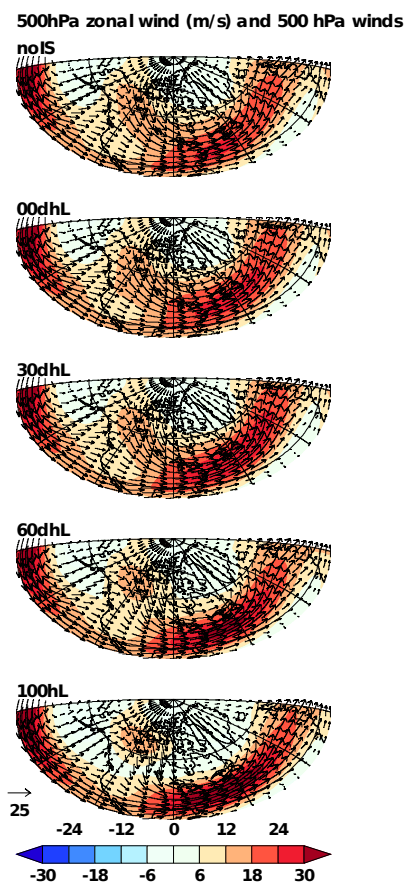 500hPa zonal wind (m/s) and 500 hPa winds
noIS
00dhL
30dhL
60dhL
100hL
25
-24 -12 0 12 24
-30 -18 -6 6 18 30